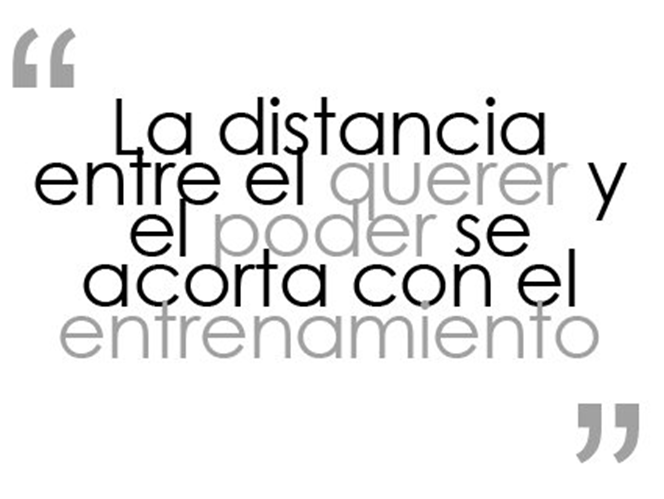 “
La distancia
entre el querer y
el poder se
acorta con el
entrenamiento
”